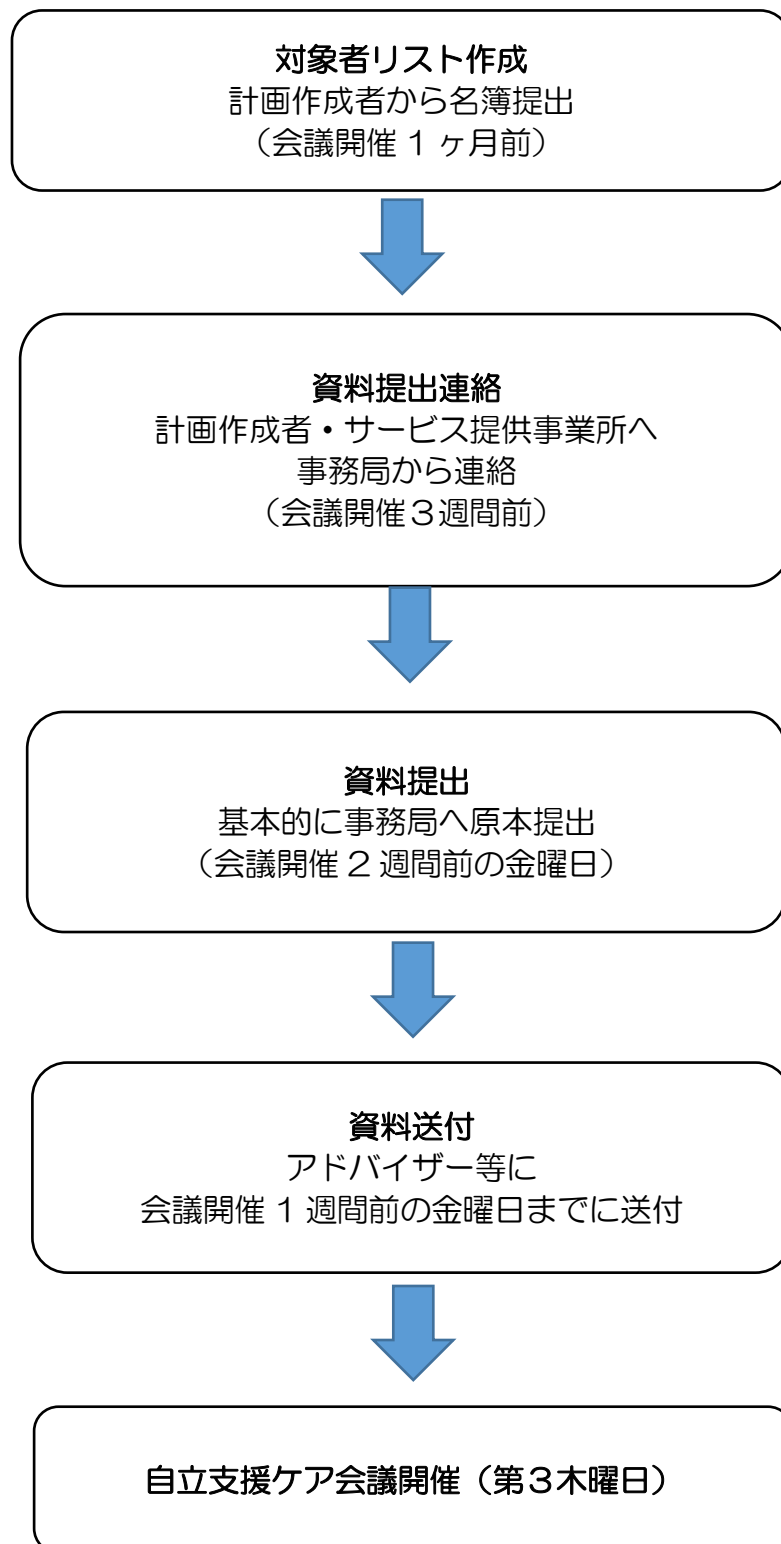 対象者リスト作成
計画作成者から名簿提出
（会議開催 1 ヶ月前）
資料提出連絡
計画作成者・サービス提供事業所へ
事務局から連絡
（会議開催３週間前）
資料提出
基本的に事務局へ原本提出
（会議開催 2 週間前の金曜日）
資料送付
アドバイザー等に
会議開催 1 週間前の金曜日までに送付
自立支援ケア会議開催（第３木曜日）